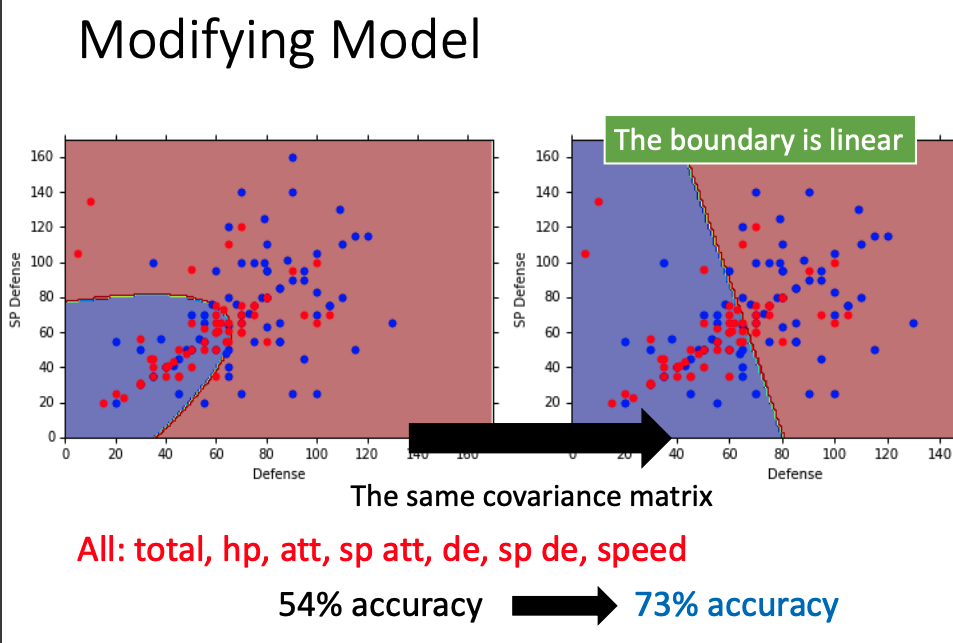 Modifying Model
The boundary is linear
160
140
120
100
80
60
40
20
0
SP Defense
0 20 40 60 80 100 120 140 160
Defense
160
140
120
100
80
60
40
20
0
SP Defense
0 20 40 60 80 100 120 140
Defense
The same covariance matrix
All: total, hp, att, sp att, de, sp de, speed
54% accuracy 73% accuracy